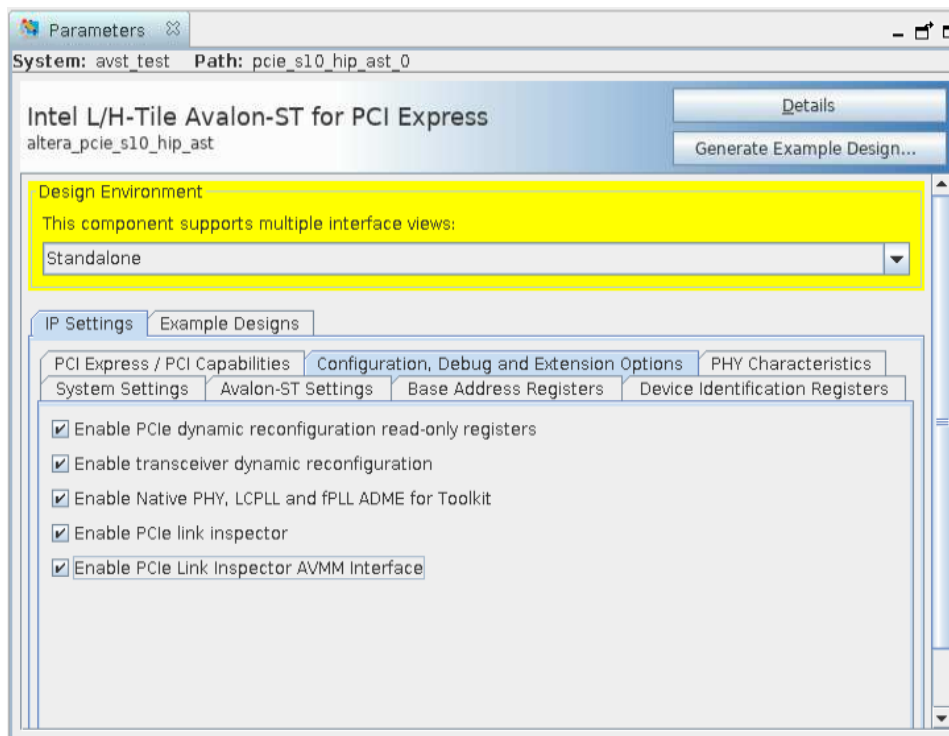 Parameters
System: avst_test Path: pcie_s10_hip_ast_0
Intel L/H-Tile Avalon-ST for PCI Express
altera_pcie_s10_hip_ast
Details
Generate Example Design...
Design Environment
This component supports multiple interface views:
Standalone
IP Settings Example Designs
PCI Express / PCI Capabilities Configuration, Debug and Extension Options PHY Characteristics
System Settings Avalon-ST Settings Base Address Registers Device Identification Registers
Enable PCIe dynamic reconfiguration read-only registers
Enable transceiver dynamic reconfiguration
Enable Native PHY, LCPLL and fPLL ADME for Toolkit
Enable PCIe link inspector
Enable PCIe Link Inspector AVMM Interface